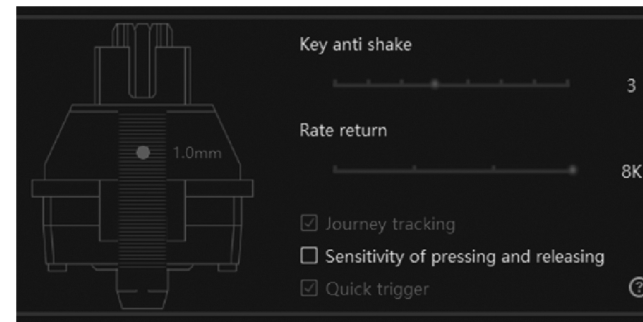 Key anti shake
3
1.0mm
Rate return
8K
Journey tracking
Sensitivity of pressing and releasing
Quick trigger ?